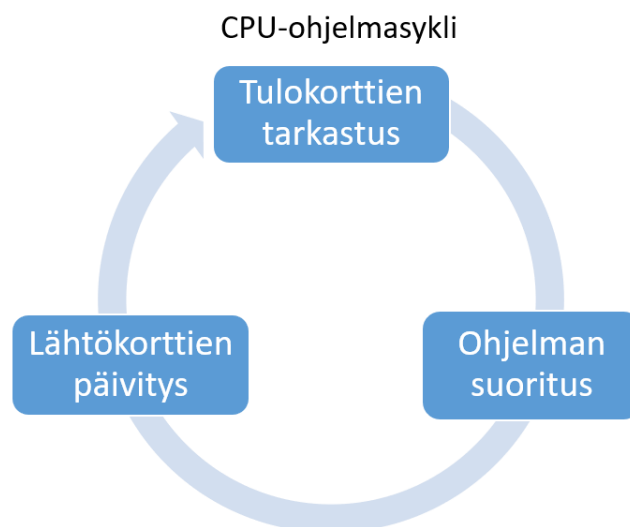 CPU-ohjelmasykli
Tulokorttien
tarkastus
Ohjelman
suoritus
Lähtökorttien
päivitys